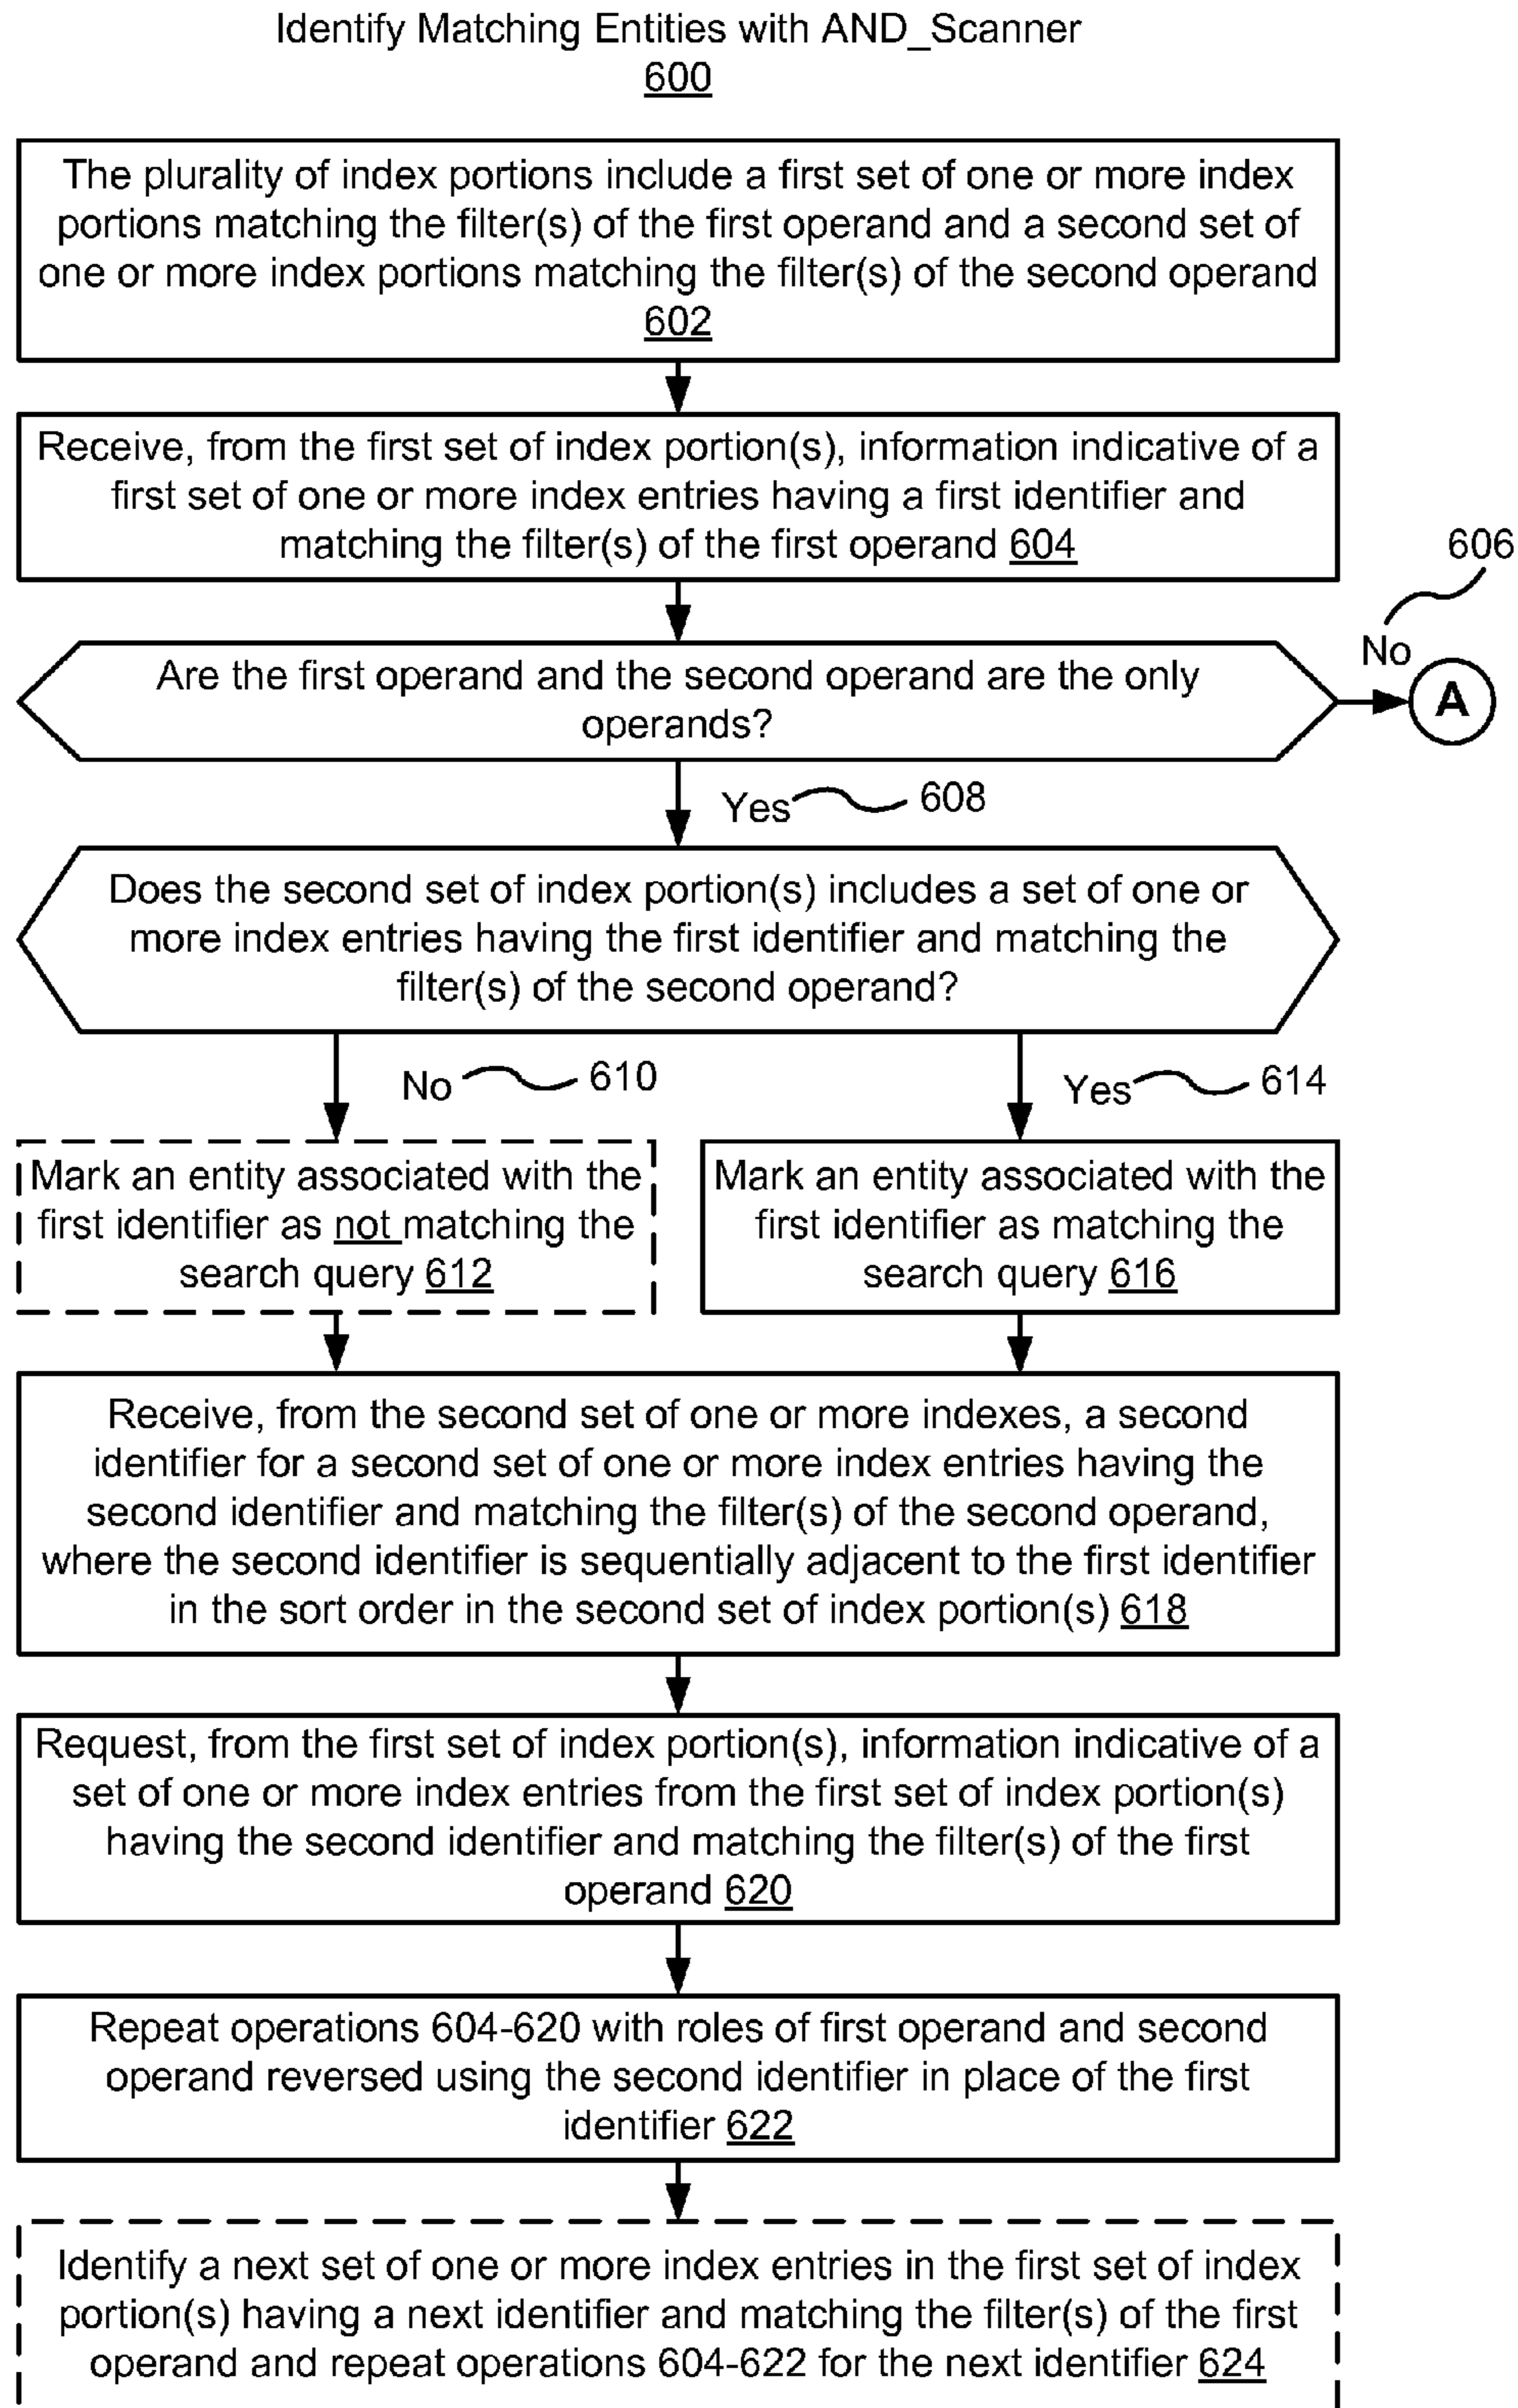 Identify Matching Entities with AND_Scanner
600
The plurality of index portions include a first set of one or more index
portions matching the filter(s) of the first operand and a second set of
one or more index portions matching the filter(s) of the second operand
602
Receive, from the first set of index portion(s), information indicative of a
first set of one or more index entries having a first identifier and
matching the filter(s) of the first operand 604
606
No
Are the first operand and the second operand are the only
operands?
A
Yes
608
Does the second set of index portion(s) includes a set of one or
more index entries having the first identifier and matching the
filter(s) of the second operand?
No
610
Yes
614
Mark an entity associated with the
first identifier as not matching the
search query 612
Mark an entity associated with the
first identifier as matching the
search query 616
Receive, from the second set of one or more indexes, a second
identifier for a second set of one or more index entries having the
second identifier and matching the filter(s) of the second operand,
where the second identifier is sequentially adjacent to the first identifier
in the sort order in the second set of index portion(s) 618
Request, from the first set of index portion(s), information indicative of a
set of one or more index entries from the first set of index portion(s)
having the second identifier and matching the filter(s) of the first
operand 620
Repeat operations 604-620 with roles of first operand and second
operand reversed using the second identifier in place of the first
identifier 622
Identify a next set of one or more index entries in the first set of index
portion(s) having a next identifier and matching the filter(s) of the first
operand and repeat operations 604-622 for the next identifier 624